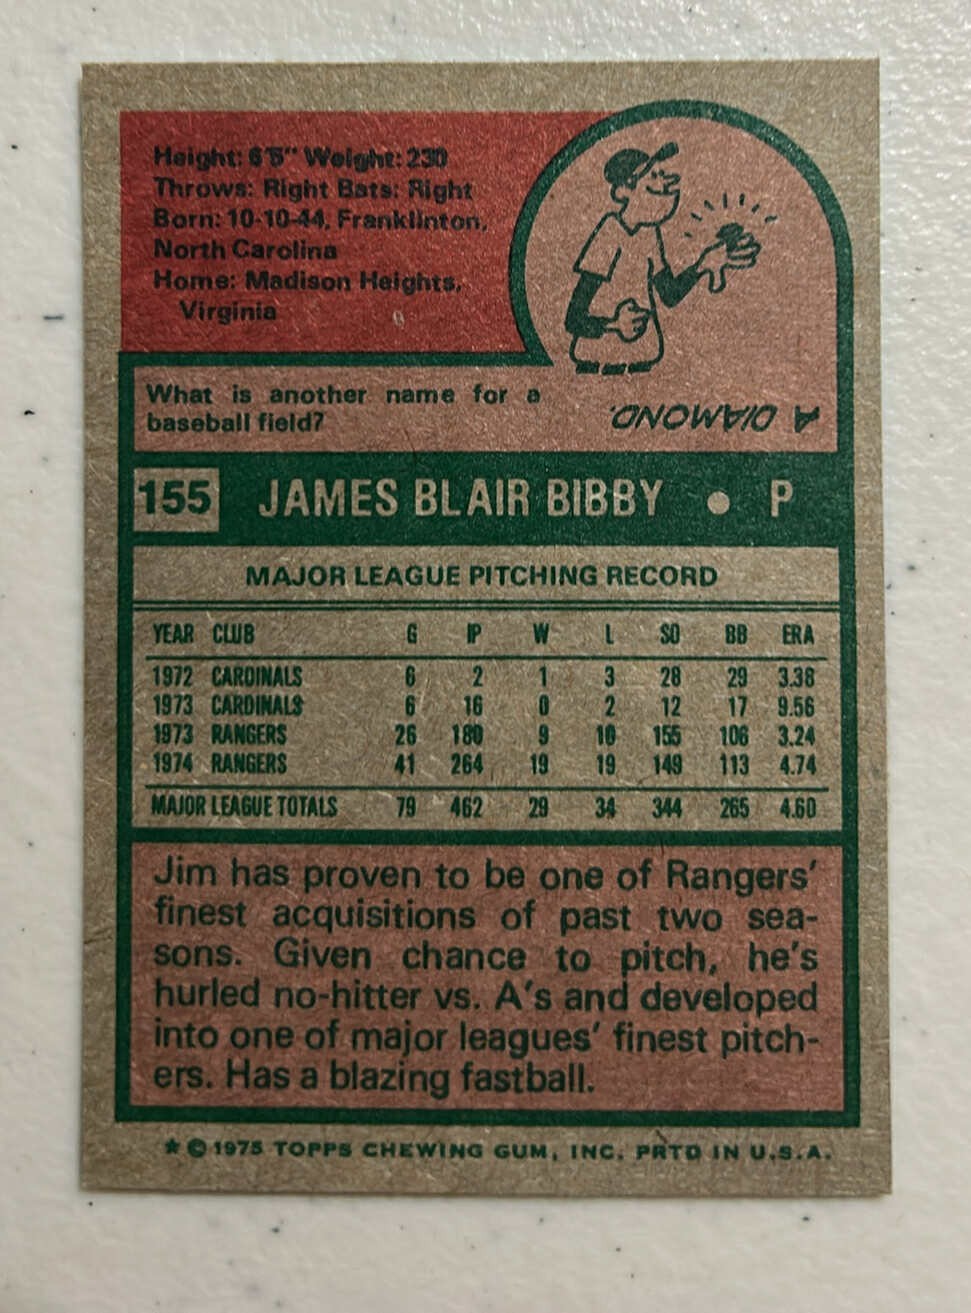 Height: 6'5" Weight: 230
Throws: Right Bats: Right
Born: 10-10-44, Franklinton,
North Carolina
Home: Madison Heights,
Virginia
What is another name for a
baseball field?
A DIAMOND.
155 JAMES BLAIR BIBBY • P
MAJOR LEAGUE PITCHING RECORD
YEAR CLUB G IP W L SO BB ERA
1972 CARDINALS 6 2 1 3 28 29 3.38
1973 CARDINALS 6 16 0 2 12 17 9.56
1973 RANGERS 26 180 9 10 155 106 3.24
1974 RANGERS 41 264 19 19 149 113 4.74
MAJOR LEAGUE TOTALS 79 462 29 34 344 265 4.60
Jim has proven to be one of Rangers'
finest acquisitions of past two sea-
sons. Given chance to pitch, he's
hurled no-hitter vs. A's and developed
into one of major leagues' finest pitch-
ers. Has a blazing fastball.
★ © 1975 TOPPS CHEWING GUM, INC. PRTD IN U.S.A.